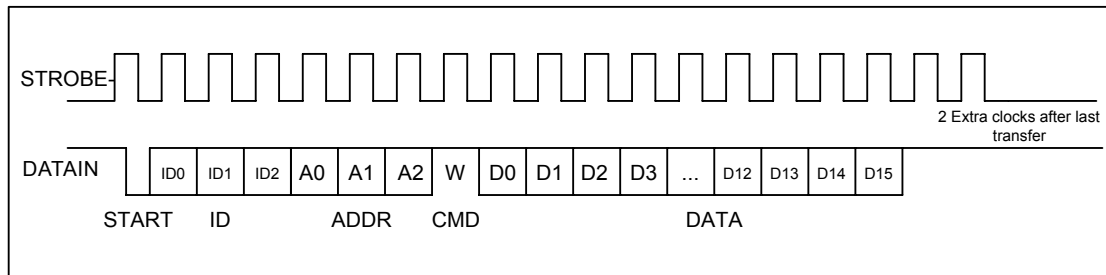 STROBE-
2 Extra clocks after last
transfer
DATAIN
ID0 ID1 ID2 A0 A1 A2 W D0 D1 D2 D3 ... D12 D13 D14 D15
START ID ADDR CMD DATA